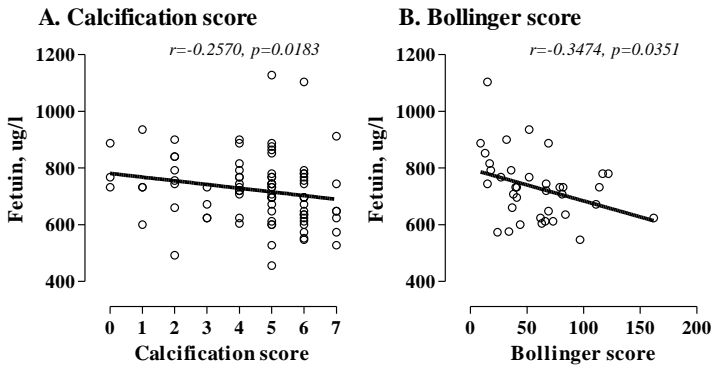 A. Calcification score
r=-0.2570, p=0.0183
1200
1000
800
600
400
Fetuin, ug/l
0 1 2 3 4 5 6 7
Calcification score
B. Bollinger score
r=-0.3474, p=0.0351
1200
1000
800
600
400
Fetuin, ug/l
0 50 100 150 200
Bollinger score